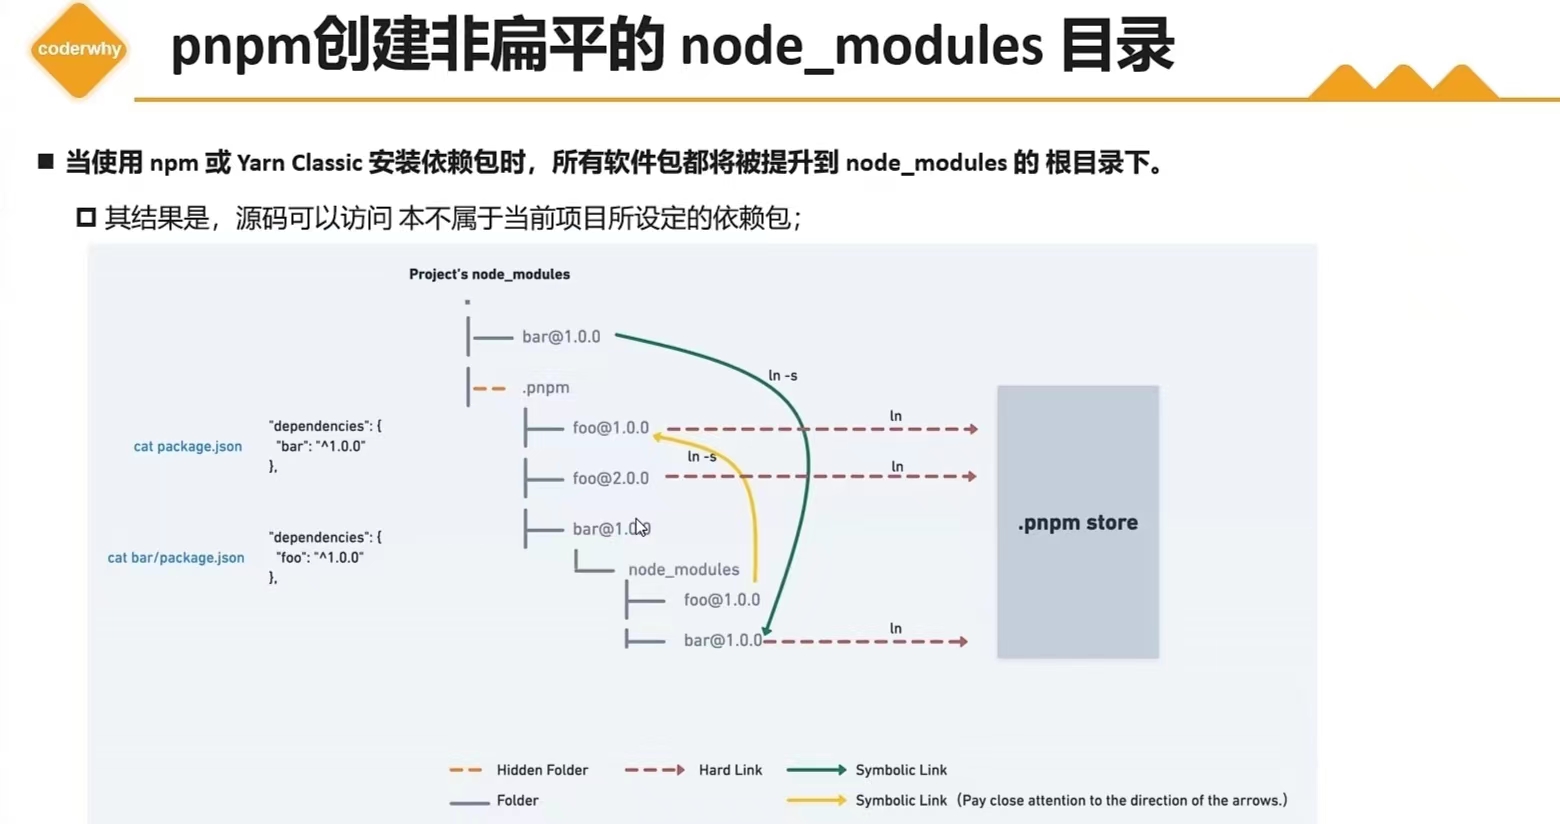 coderwhy
pnpm创建非扁平的 node_modules 目录
当使用 npm 或 Yarn Classic 安装依赖包时，所有软件包都将被提升到 node_modules 的 根目录下。
其结果是，源码可以访问 本不属于当前项目所设定的依赖包；
Project's node_modules
.
bar@1.0.0
ln -s
.pnpm
foo@1.0.0
ln
ln -s
foo@2.0.0
ln
bar@1.0.0
node_modules
foo@1.0.0
bar@1.0.0
ln
cat package.json
"dependencies": {
"bar": "^1.0.0"
},
cat bar/package.json
"dependencies": {
"foo": "^1.0.0"
},
.pnpm store
Hidden Folder
Hard Link
Symbolic Link
Folder
Symbolic Link（Pay close attention to the direction of the arrows.）